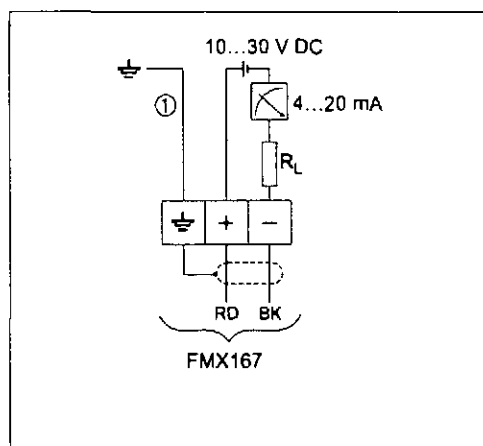 10...30 V DC
①
4...20 mA
RL
+ −
RD BK
FMX167